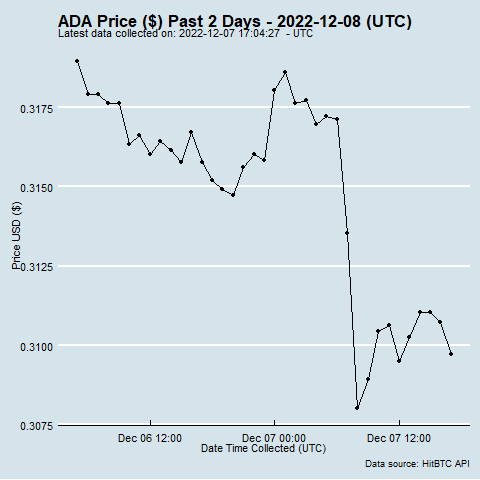 ADA Price ($) Past 2 Days - 2022-12-08 (UTC)
Latest data collected on: 2022-12-07 17:04:27 - UTC
Price USD ($)
0.3175
0.3150
0.3125
0.3100
0.3075
Dec 06 12:00
Dec 07 00:00
Dec 07 12:00
Date Time Collected (UTC)
Data source: HitBTC API